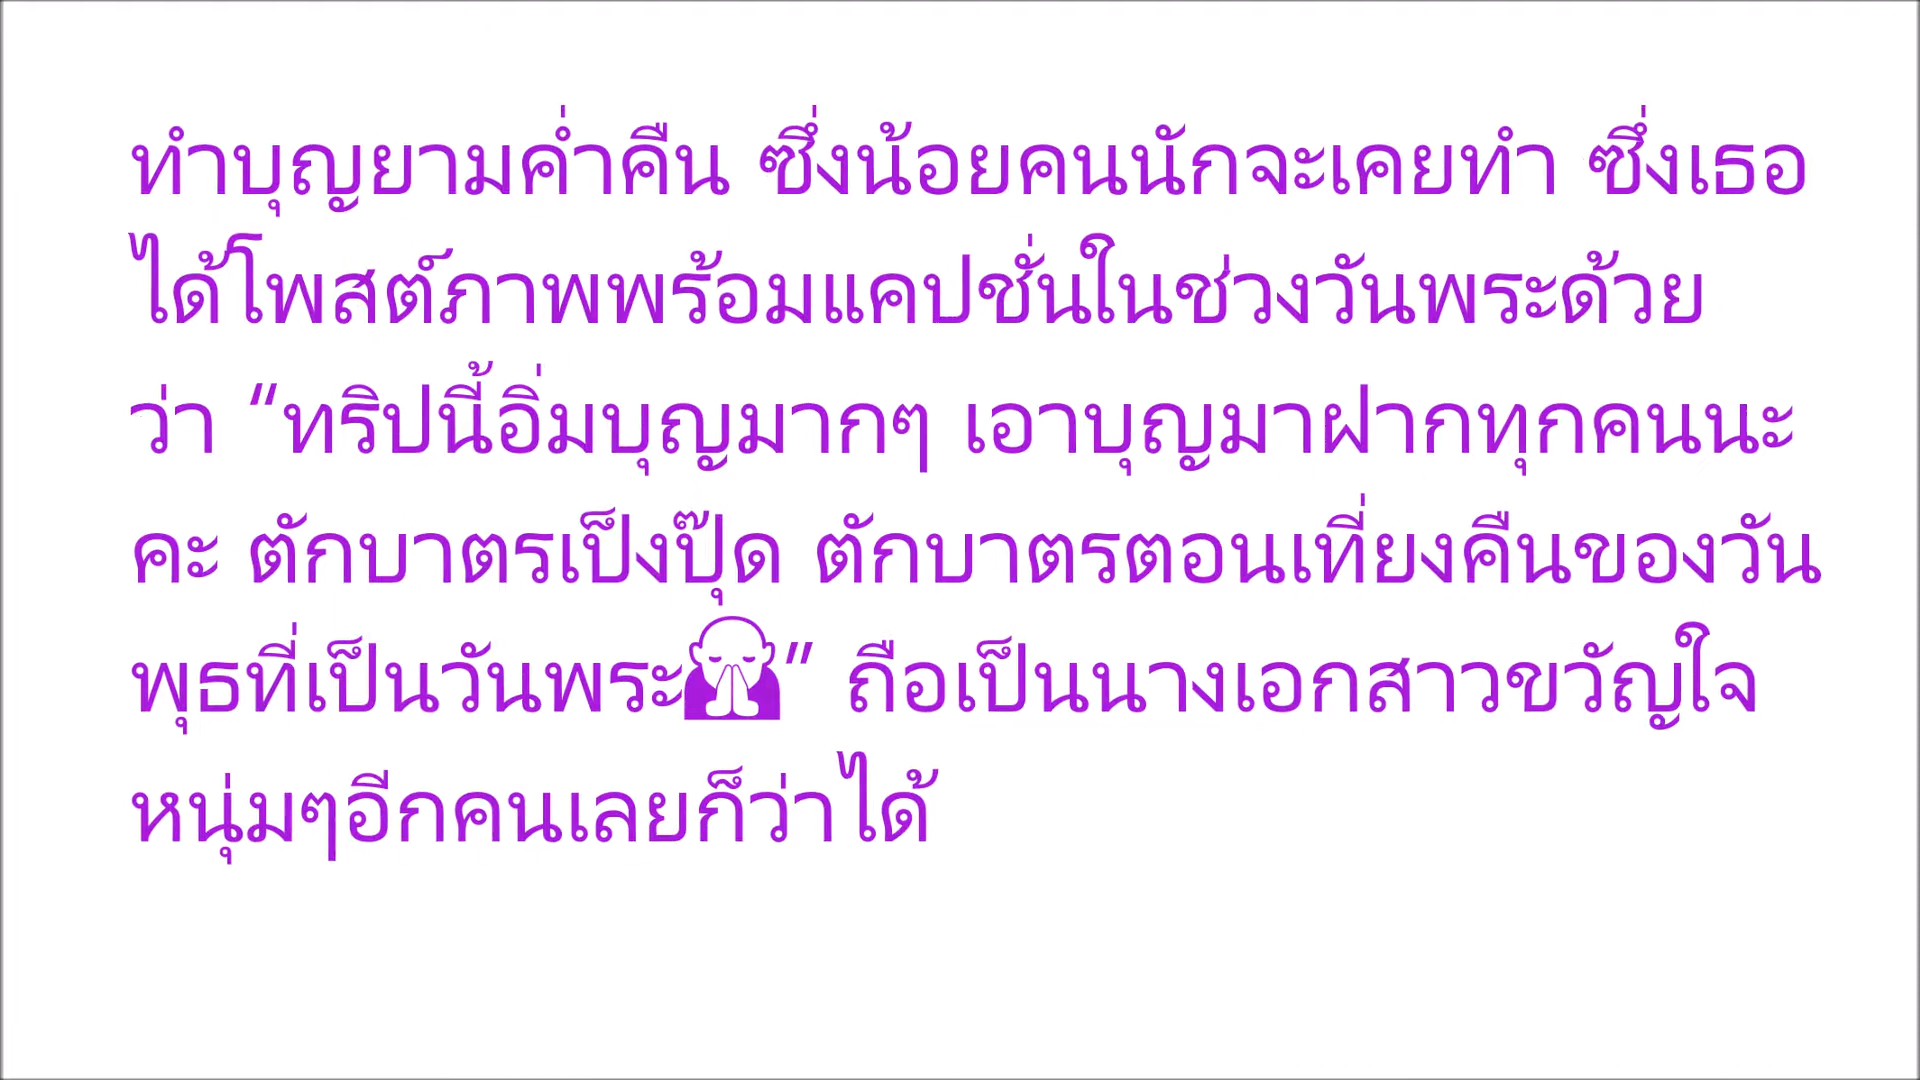 ทำบุญยามค่ำคืน ซึ่งน้อยคนนักจะเคยทำ ซึ่งเธอ
ได้โพสต์ภาพพร้อมแคปชั่นในช่วงวันพระด้วย
ว่า “ทริปนี้อิ่มบุญมากๆ เอาบุญมาฝากทุกคนนะ
คะ ตักบาตรเป็งปุ๊ด ตักบาตรตอนเที่ยงคืนของวัน
พุธที่เป็นวันพระ🙏” ถือเป็นนางเอกสาวขวัญใจ
หนุ่มๆอีกคนเลยก็ว่าได้